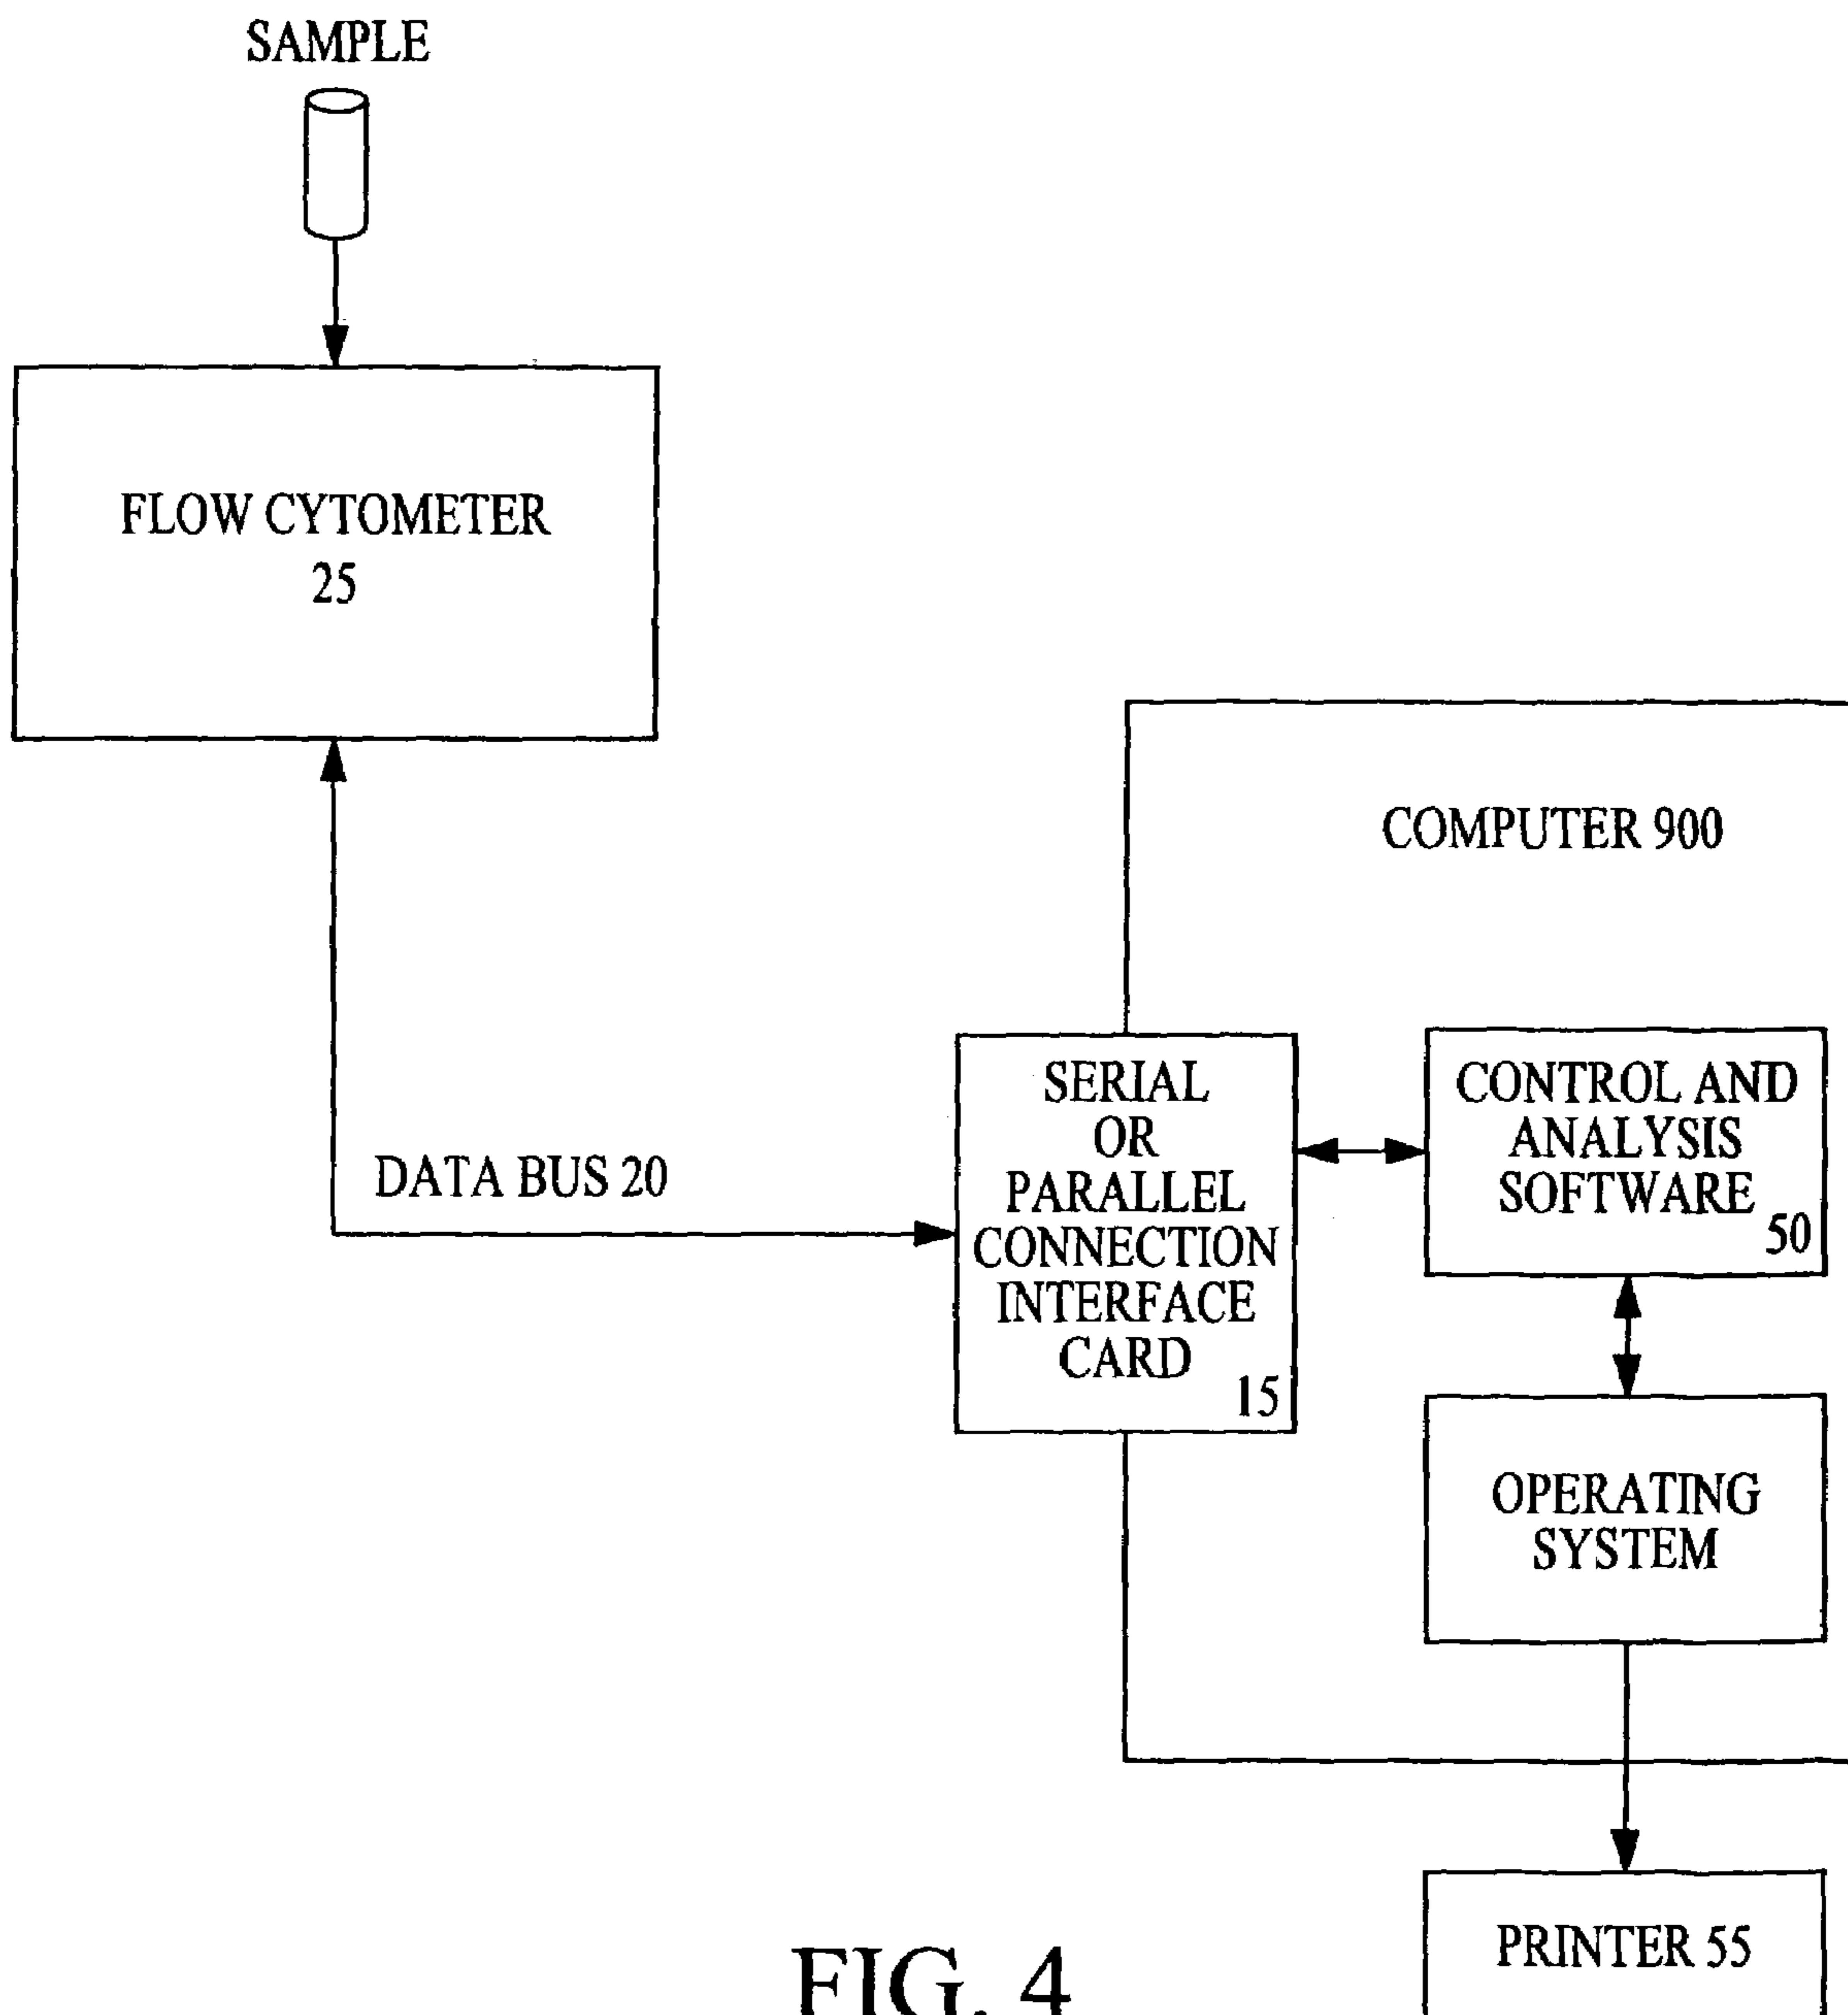 SAMPLE
FLOW CYTOMETER
25
COMPUTER 900
DATA BUS 20
SERIAL
OR
PARALLEL
CONNECTION
INTERFACE
CARD
15
CONTROL AND
ANALYSIS
SOFTWARE
50
OPERATING
SYSTEM
PRINTER 55
FIG. 4